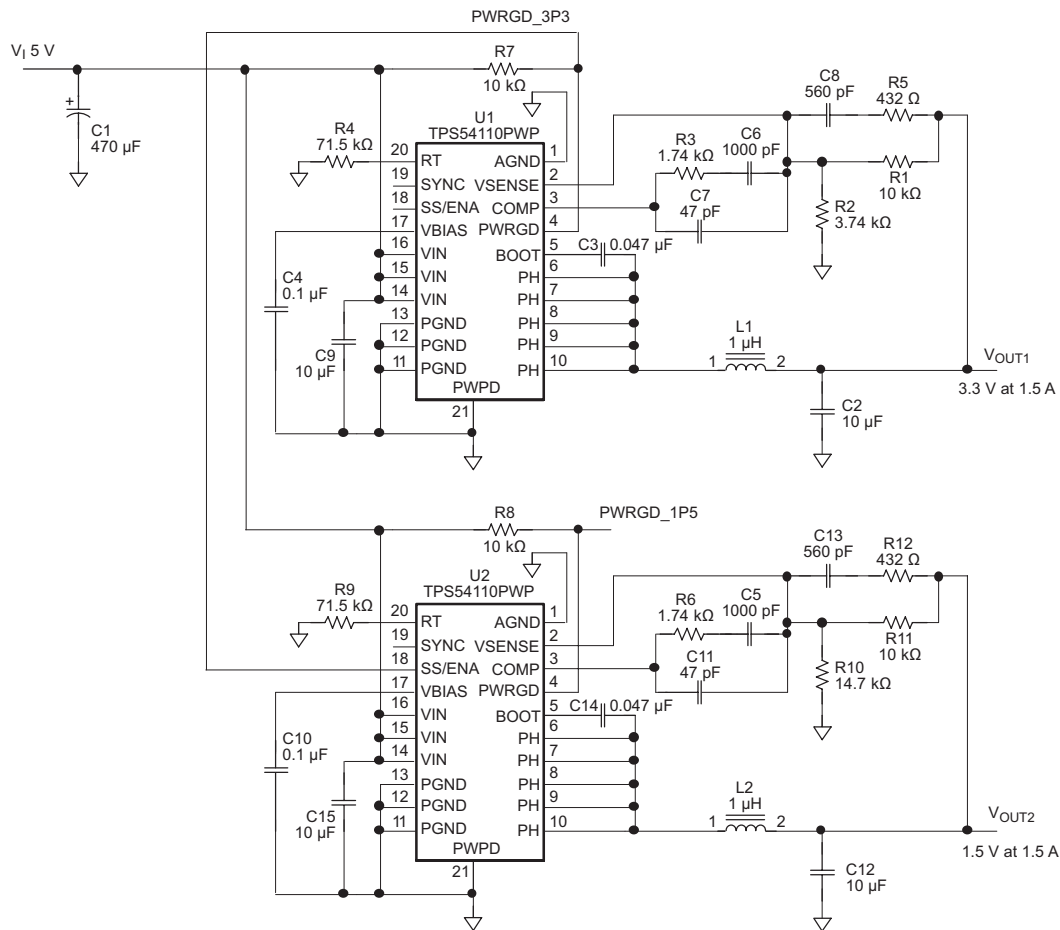 PWRGD_3P3
V_I 5 V
+
C1
470 µF
R7
10 kΩ
R4
71.5 kΩ
U1
TPS54110PWP
20 RT
19 SYNC
18 SS/ENA
17 VBIAS
16 VIN
15 VIN
14 VIN
13 PGND
12 PGND
11 PGND
PWPD
21
AGND 1
VSENSE 2
COMP 3
PWRGD 4
BOOT 5
PH 6
PH 7
PH 8
PH 9
PH 10
C4
0.1 µF
C9
10 µF
C8
560 pF
R5
432 Ω
R3
1.74 kΩ
C6
1000 pF
C7
47 pF
R1
10 kΩ
R2
3.74 kΩ
C3 0.047 µF
L1
1 µH
1 2
C2
10 µF
V_OUT1
3.3 V at 1.5 A
R8
10 kΩ
PWRGD_1P5
R9
71.5 kΩ
U2
TPS54110PWP
20 RT
19 SYNC
18 SS/ENA
17 VBIAS
16 VIN
15 VIN
14 VIN
13 PGND
12 PGND
11 PGND
PWPD
21
AGND 1
VSENSE 2
COMP 3
PWRGD 4
BOOT 5
PH 6
PH 7
PH 8
PH 9
PH 10
C10
0.1 µF
C15
10 µF
C13
560 pF
R12
432 Ω
R6
1.74 kΩ
C5
1000 pF
C11
47 pF
R11
10 kΩ
R10
14.7 kΩ
C14 0.047 µF
L2
1 µH
1 2
C12
10 µF
V_OUT2
1.5 V at 1.5 A